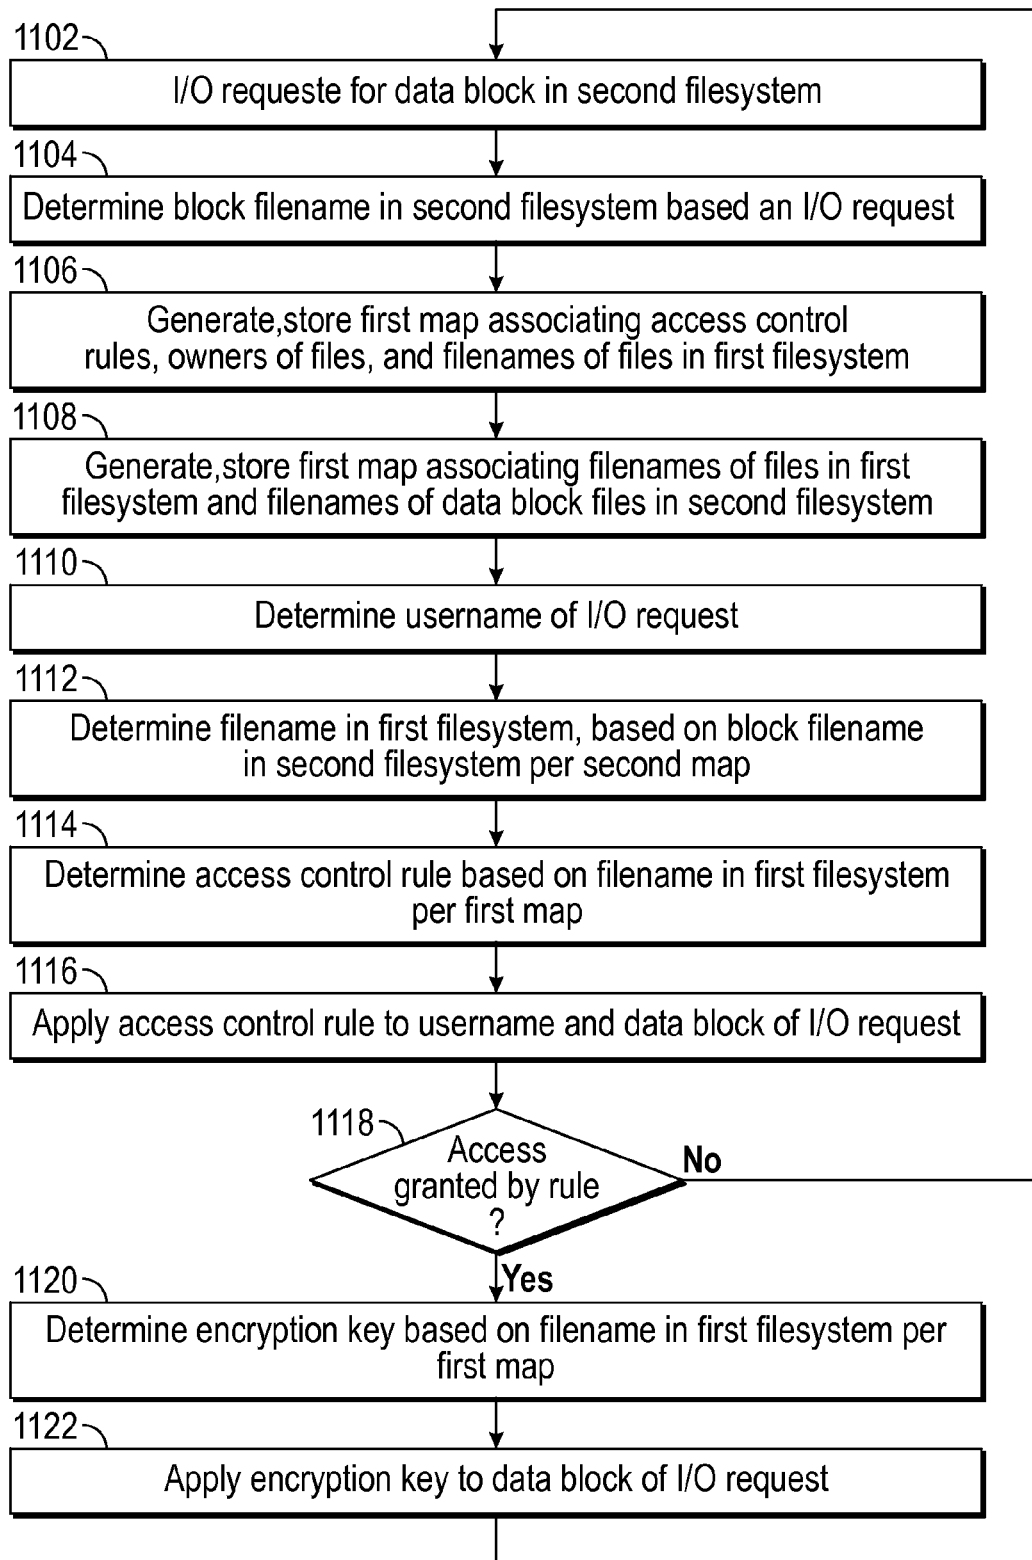 1102
I/O requeste for data block in second filesystem
1104
Determine block filename in second filesystem based an I/O request
1106
Generate,store first map associating access control
rules, owners of files, and filenames of files in first filesystem
1108
Generate,store first map associating filenames of files in first
filesystem and filenames of data block files in second filesystem
1110
Determine username of I/O request
1112
Determine filename in first filesystem, based on block filename
in second filesystem per second map
1114
Determine access control rule based on filename in first filesystem
per first map
1116
Apply access control rule to username and data block of I/O request
1118
Access
granted by rule
?
No
Yes
1120
Determine encryption key based on filename in first filesystem per
first map
1122
Apply encryption key to data block of I/O request